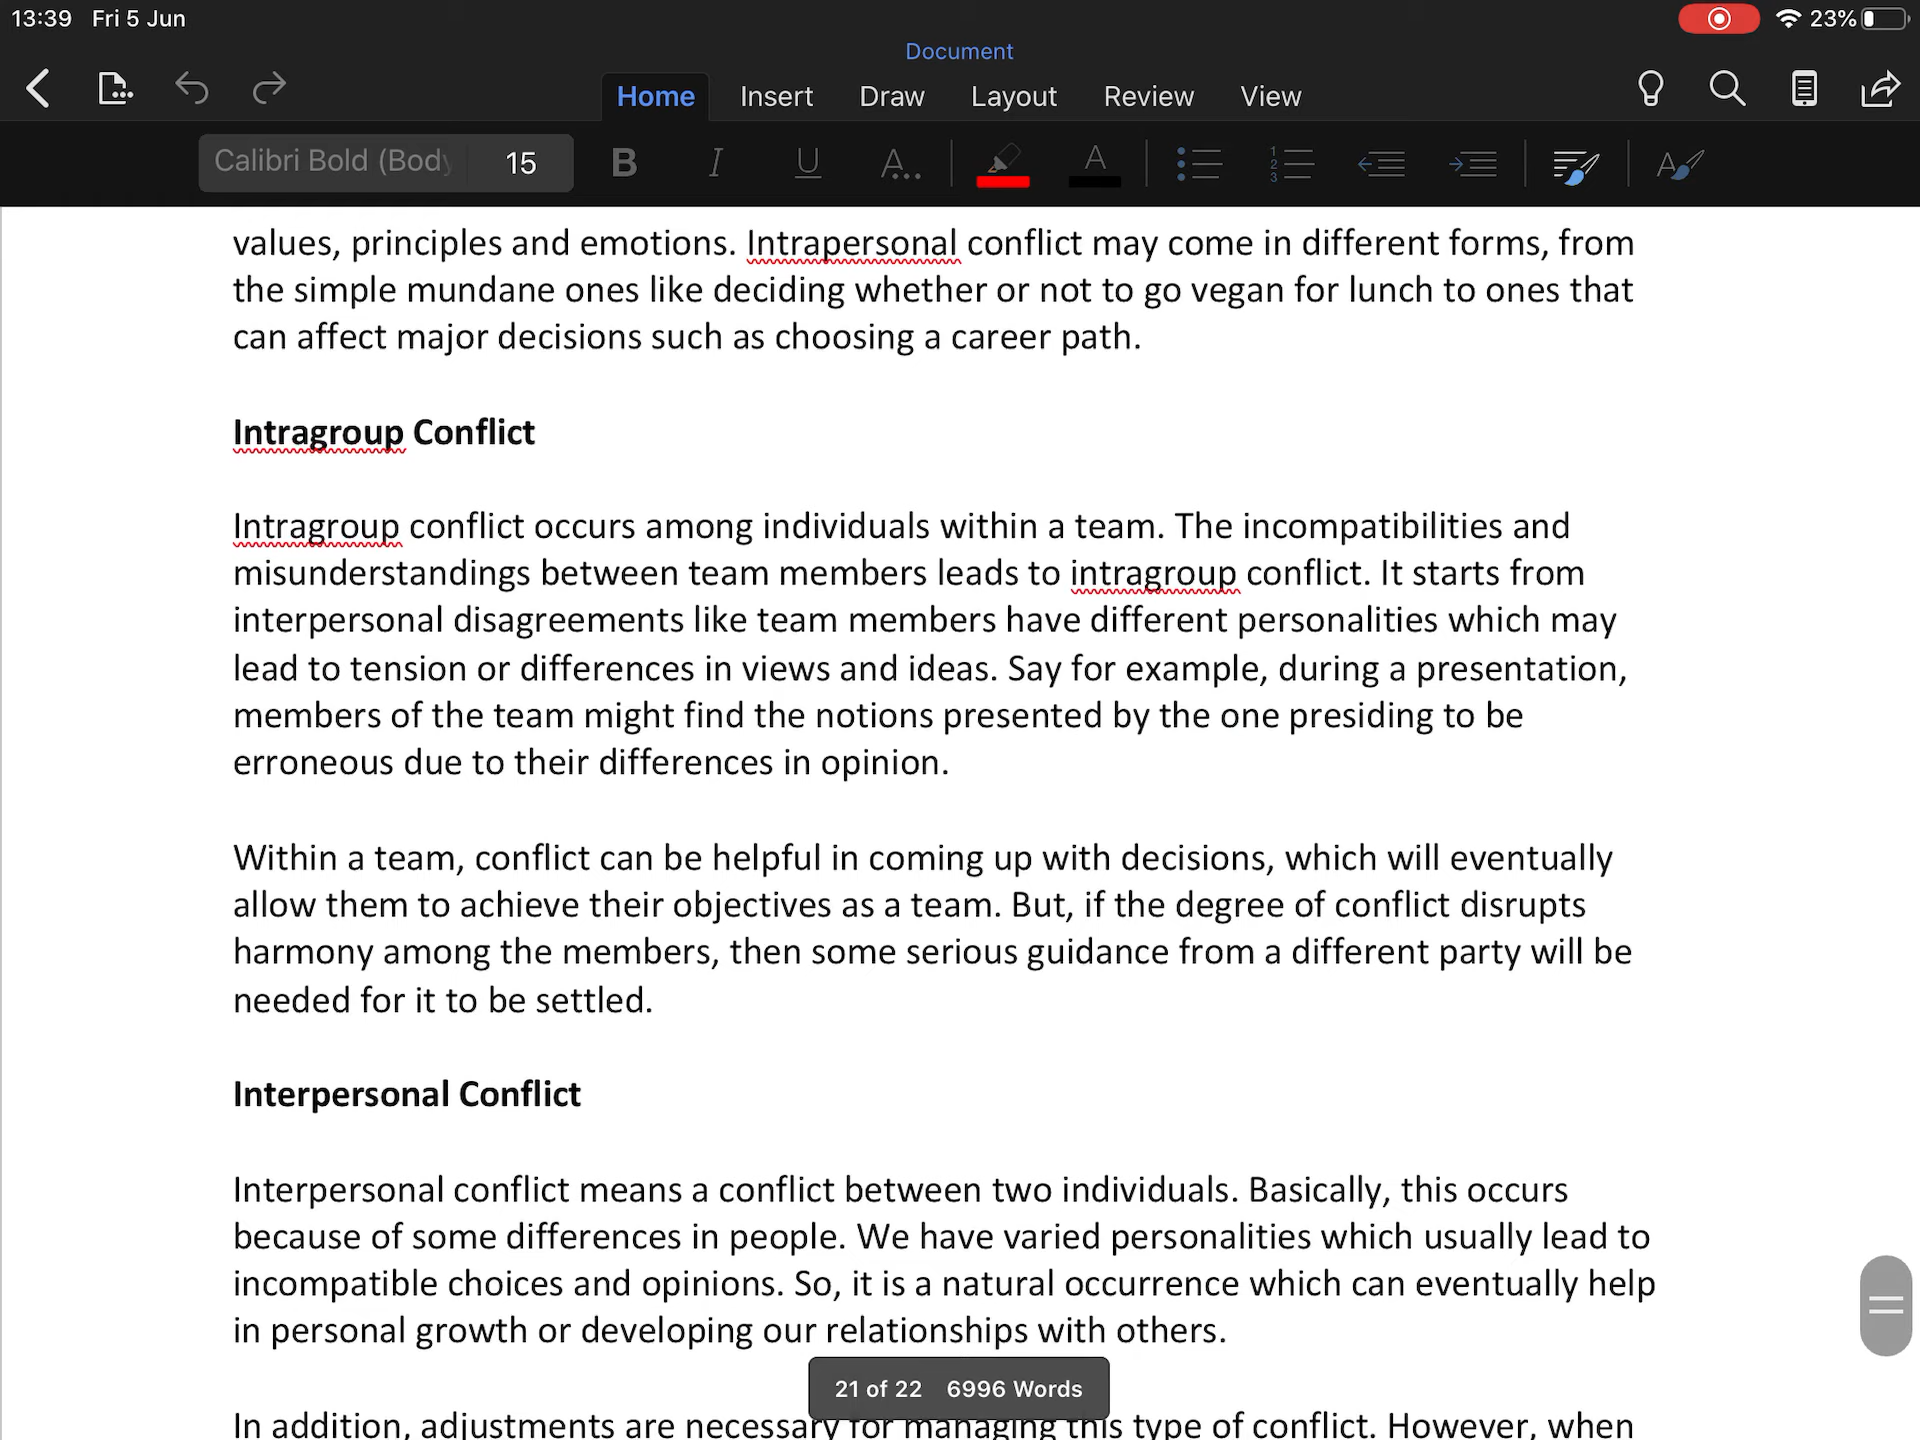 13:39 Fri 5 Jun
23%
Document
Home Insert Draw Layout Review View
Calibri Bold (Body 15 B I U A... A
values, principles and emotions. Intrapersonal conflict may come in different forms, from
the simple mundane ones like deciding whether or not to go vegan for lunch to ones that
can affect major decisions such as choosing a career path.
Intragroup Conflict
Intragroup conflict occurs among individuals within a team. The incompatibilities and
misunderstandings between team members leads to intragroup conflict. It starts from
interpersonal disagreements like team members have different personalities which may
lead to tension or differences in views and ideas. Say for example, during a presentation,
members of the team might find the notions presented by the one presiding to be
erroneous due to their differences in opinion.
Within a team, conflict can be helpful in coming up with decisions, which will eventually
allow them to achieve their objectives as a team. But, if the degree of conflict disrupts
harmony among the members, then some serious guidance from a different party will be
needed for it to be settled.
Interpersonal Conflict
Interpersonal conflict means a conflict between two individuals. Basically, this occurs
because of some differences in people. We have varied personalities which usually lead to
incompatible choices and opinions. So, it is a natural occurrence which can eventually help
in personal growth or developing our relationships with others.
21 of 22 6996 Words
In addition, adjustments are necessary for managing this type of conflict. However, when